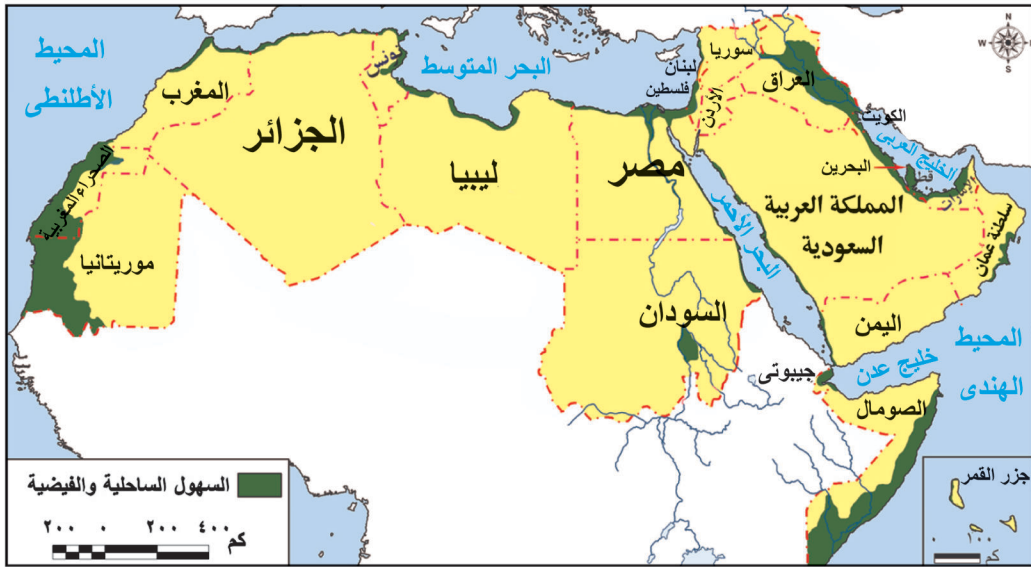 المحيط
الأطلنطى
البحر المتوسط
المغرب
الجزائر
تونس
ليبيا
مصر
الصحراء المغربية
موريتانيا
السودان
لبنان
فلسطين
سوريا
الأردن
العراق
الكويت
الخليج العربى
البحرين
قطر
الإمارات
المملكة العربية
السعودية
سلطنة عمان
البحر الأحمر
اليمن
خليج عدن
المحيط
الهندى
جيبوتى
الصومال
جزر القمر
٠ ١٠٠
N
W E
S
السهول الساحلية والفيضية
٢٠٠ ٠ ٢٠٠ ٤٠٠
كم